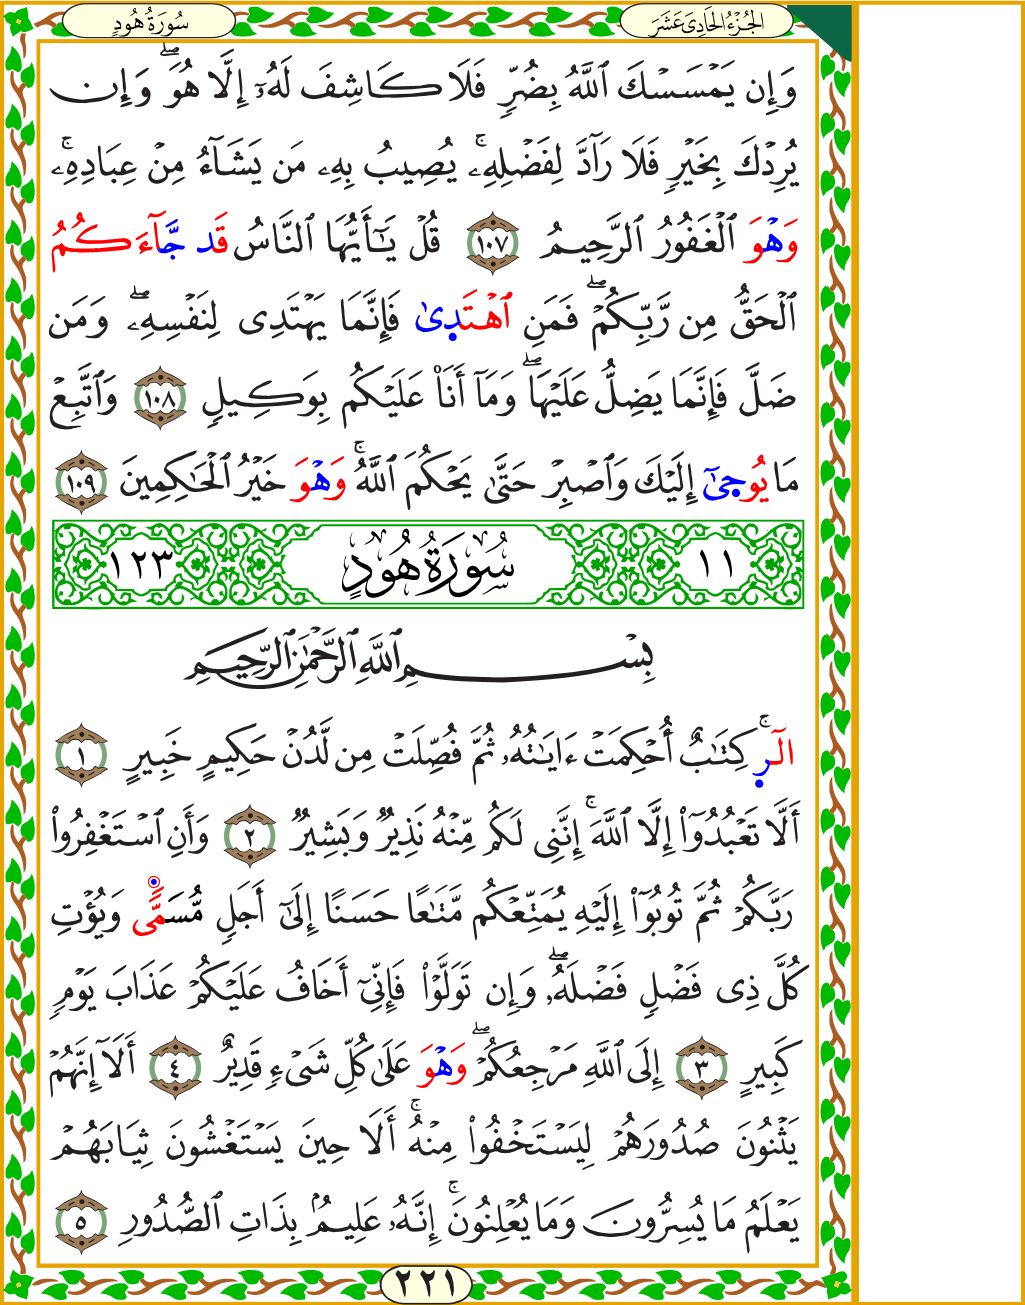 الجُزْءُ الحَادِىَ عَشَرَ
سُورَةُ هُودٍ
وَإِن يَمْسَسْكَ ٱللَّهُ بِضُرٍّ فَلَا كَاشِفَ لَهُۥٓ إِلَّا هُوَۖ وَإِن
يُرِدْكَ بِخَيْرٍ فَلَا رَآدَّ لِفَضْلِهِۦۚ يُصِيبُ بِهِۦ مَن يَشَآءُ مِنْ عِبَادِهِۦۚ
وَهْوَ ٱلْغَفُورُ ٱلرَّحِيمُ ١٠٧ قُلْ يَـٰٓأَيُّهَا ٱلنَّاسُ قَد جَّآءَكُمُ
ٱلْحَقُّ مِن رَّبِّكُمْۖ فَمَنِ ٱهْتَدِىٰ فَإِنَّمَا يَهْتَدِى لِنَفْسِهِۦۖ وَمَن
ضَلَّ فَإِنَّمَا يَضِلُّ عَلَيْهَاۖ وَمَآ أَنَا۠ عَلَيْكُم بِوَكِيلٍ ١٠٨ وَٱتَّبِعْ
مَا يُوحِىٰٓ إِلَيْكَ وَٱصْبِرْ حَتَّىٰ يَحْكُمَ ٱللَّهُۚ وَهْوَ خَيْرُ ٱلْحَـٰكِمِينَ ١٠٩
١١ سُورَةُ هُودٍ ١٢٣
بِسْمِ ٱللَّهِ ٱلرَّحْمَـٰنِ ٱلرَّحِيمِ
الٓرٜۚ كِتَـٰبٌ أُحْكِمَتْ ءَايَـٰتُهُۥ ثُمَّ فُصِّلَتْ مِن لَّدُنْ حَكِيمٍ خَبِيرٍ ١
أَلَّا تَعْبُدُوٓا۟ إِلَّا ٱللَّهَۚ إِنَّنِى لَكُم مِّنْهُ نَذِيرٌ وَبَشِيرٌ ٢ وَأَنِ ٱسْتَغْفِرُوا۟
رَبَّكُمْ ثُمَّ تُوبُوٓا۟ إِلَيْهِ يُمَتِّعْكُم مَّتَـٰعًا حَسَنًا إِلَىٰٓ أَجَلٍ مُّسَمًّى وَيُؤْتِ
كُلَّ ذِى فَضْلٍ فَضْلَهُۥۖ وَإِن تَوَلَّوْا۟ فَإِنِّىٓ أَخَافُ عَلَيْكُمْ عَذَابَ يَوْمٍ
كَبِيرٍ ٣ إِلَى ٱللَّهِ مَرْجِعُكُمْۖ وَهْوَ عَلَىٰ كُلِّ شَىْءٍ قَدِيرٌ ٤ أَلَآ إِنَّهُمْ
يَثْنُونَ صُدُورَهُمْ لِيَسْتَخْفُوا۟ مِنْهُۚ أَلَا حِينَ يَسْتَغْشُونَ ثِيَابَهُمْ
يَعْلَمُ مَا يُسِرُّونَ وَمَا يُعْلِنُونَۚ إِنَّهُۥ عَلِيمٌۢ بِذَاتِ ٱلصُّدُورِ ٥
٢٢١